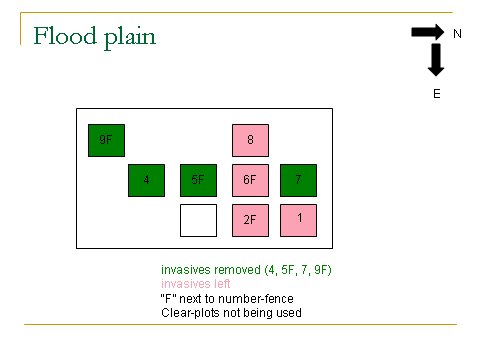 Flood plain
N
E
9F
8
4
5F
6F
7
2F
1
invasives removed (4, 5F, 7, 9F)
invasives left
"F" next to number-fence
Clear-plots not being used